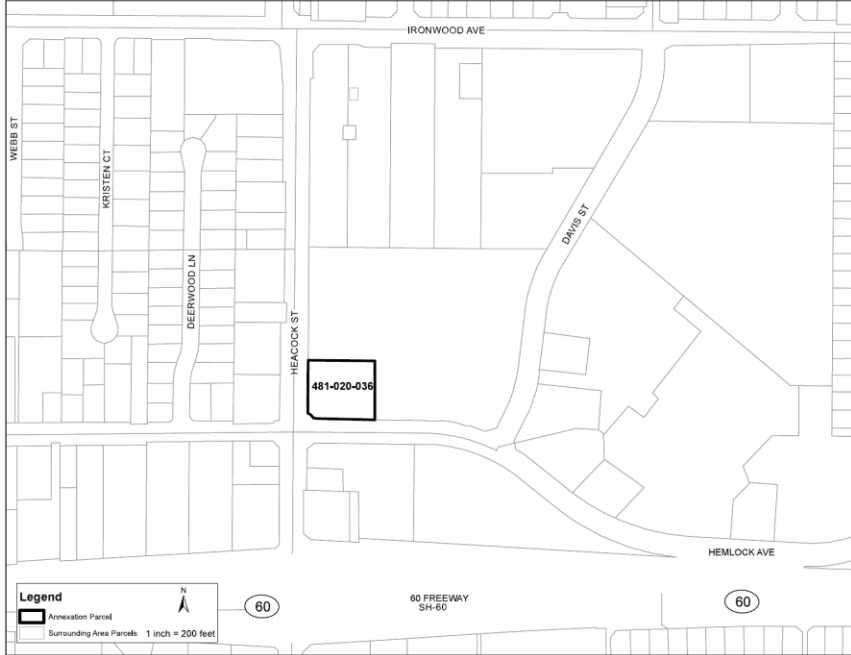 IRONWOOD AVE
WEBB ST
KRISTEN CT
DEERWOOD LN
HEACOCK ST
DAVIS ST
481-020-036
HEMLOCK AVE
Legend
N
Annexation Parcel
Surrounding Area Parcels 1 inch = 200 feet
60
60 FREEWAY
SH-60
60